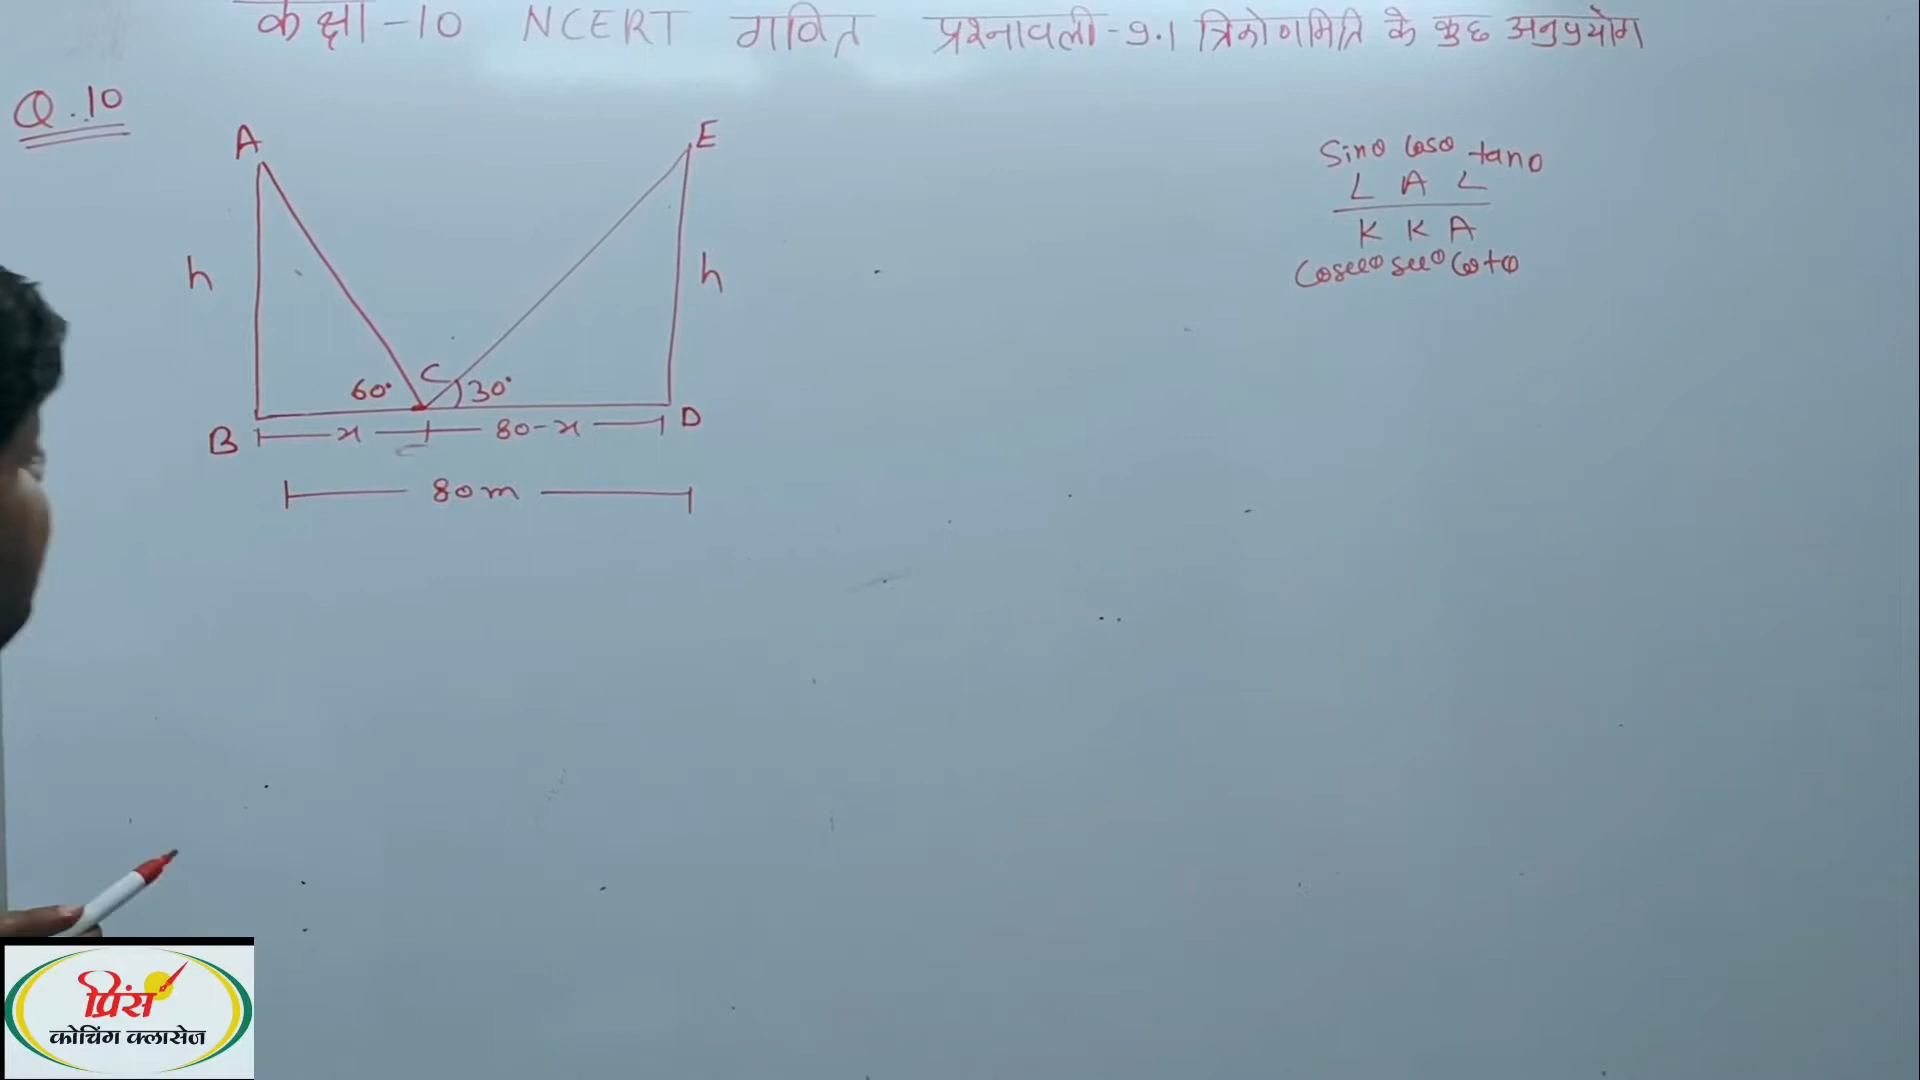 कक्षा-10 NCERT गणित प्रश्नावली-9.1 त्रिकोणमिति के कुछ अनुप्रयोग
Q.10
A
E
h
h
60°
C
30°
B
x
80-x
D
C
80m
Sinθ Cosθ tanθ
L A L
K K A
Cosecθ secθ Cotθ
प्रिंस
कोचिंग क्लासेज